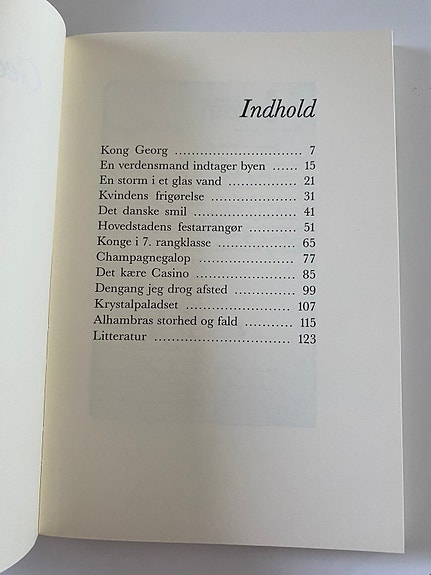 Indhold
Kong Georg .............................. 7
En verdensmand indtager byen ...... 15
En storm i et glas vand ................. 21
Kvindens frigørelse ...................... 31
Det danske smil .......................... 41
Hovedstadens festarrangør ............ 51
Konge i 7. rangklasse .................... 65
Champagnegalop ......................... 77
Det kære Casino .......................... 85
Dengang jeg drog afsted ................ 99
Krystalpaladset ........................... 107
Alhambras storhed og fald ............ 115
Litteratur .................................. 123